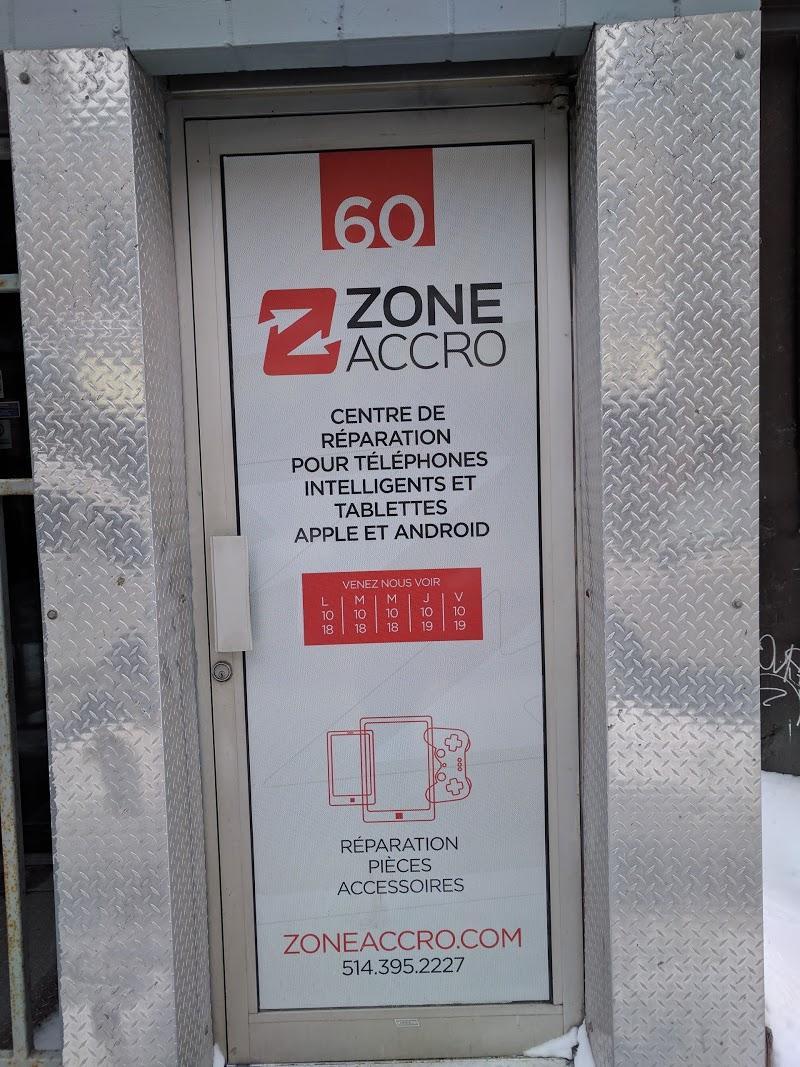 60
ZONE
ACCRO
CENTRE DE
RÉPARATION
POUR TÉLÉPHONES
INTELLIGENTS ET
TABLETTES
APPLE ET ANDROID
VENEZ NOUS VOIR
L M M J V
10 10 10 10 10
18 18 18 19 19
RÉPARATION
PIÈCES
ACCESSOIRES
ZONEACCRO.COM
514.395.2227